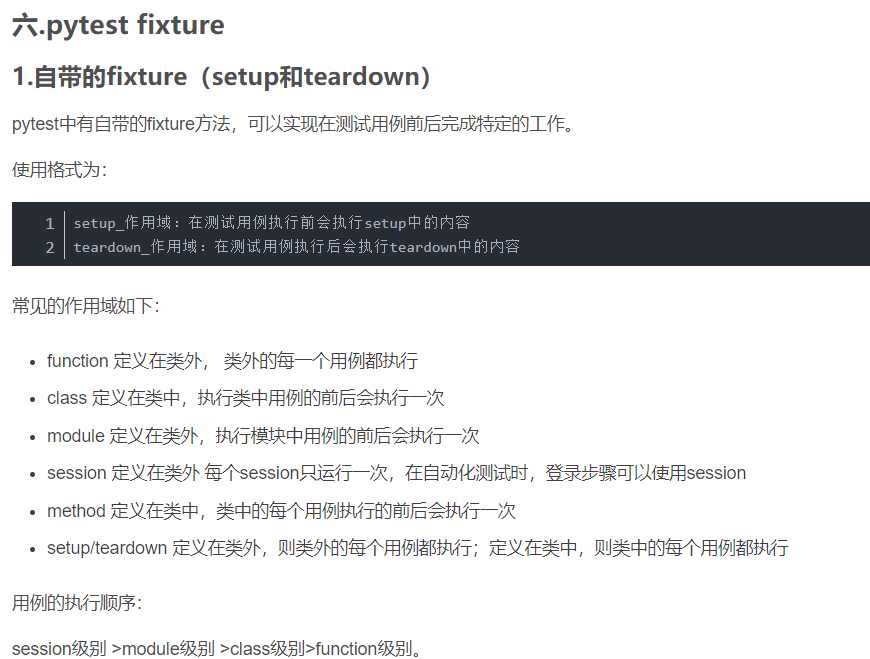 六.pytest fixture
1.自带的fixture（setup和teardown）
pytest中有自带的fixture方法，可以实现在测试用例前后完成特定的工作。
使用格式为：
1 setup_作用域：在测试用例执行前会执行setup中的内容
2 teardown_作用域：在测试用例执行后会执行teardown中的内容
常见的作用域如下：
• function 定义在类外， 类外的每一个用例都执行
• class 定义在类中，执行类中用例的前后会执行一次
• module 定义在类外，执行模块中用例的前后会执行一次
• session 定义在类外 每个session只运行一次，在自动化测试时，登录步骤可以使用session
• method 定义在类中，类中的每个用例执行的前后会执行一次
• setup/teardown 定义在类外，则类外的每个用例都执行；定义在类中，则类中的每个用例都执行
用例的执行顺序：
session级别 >module级别 >class级别>function级别。